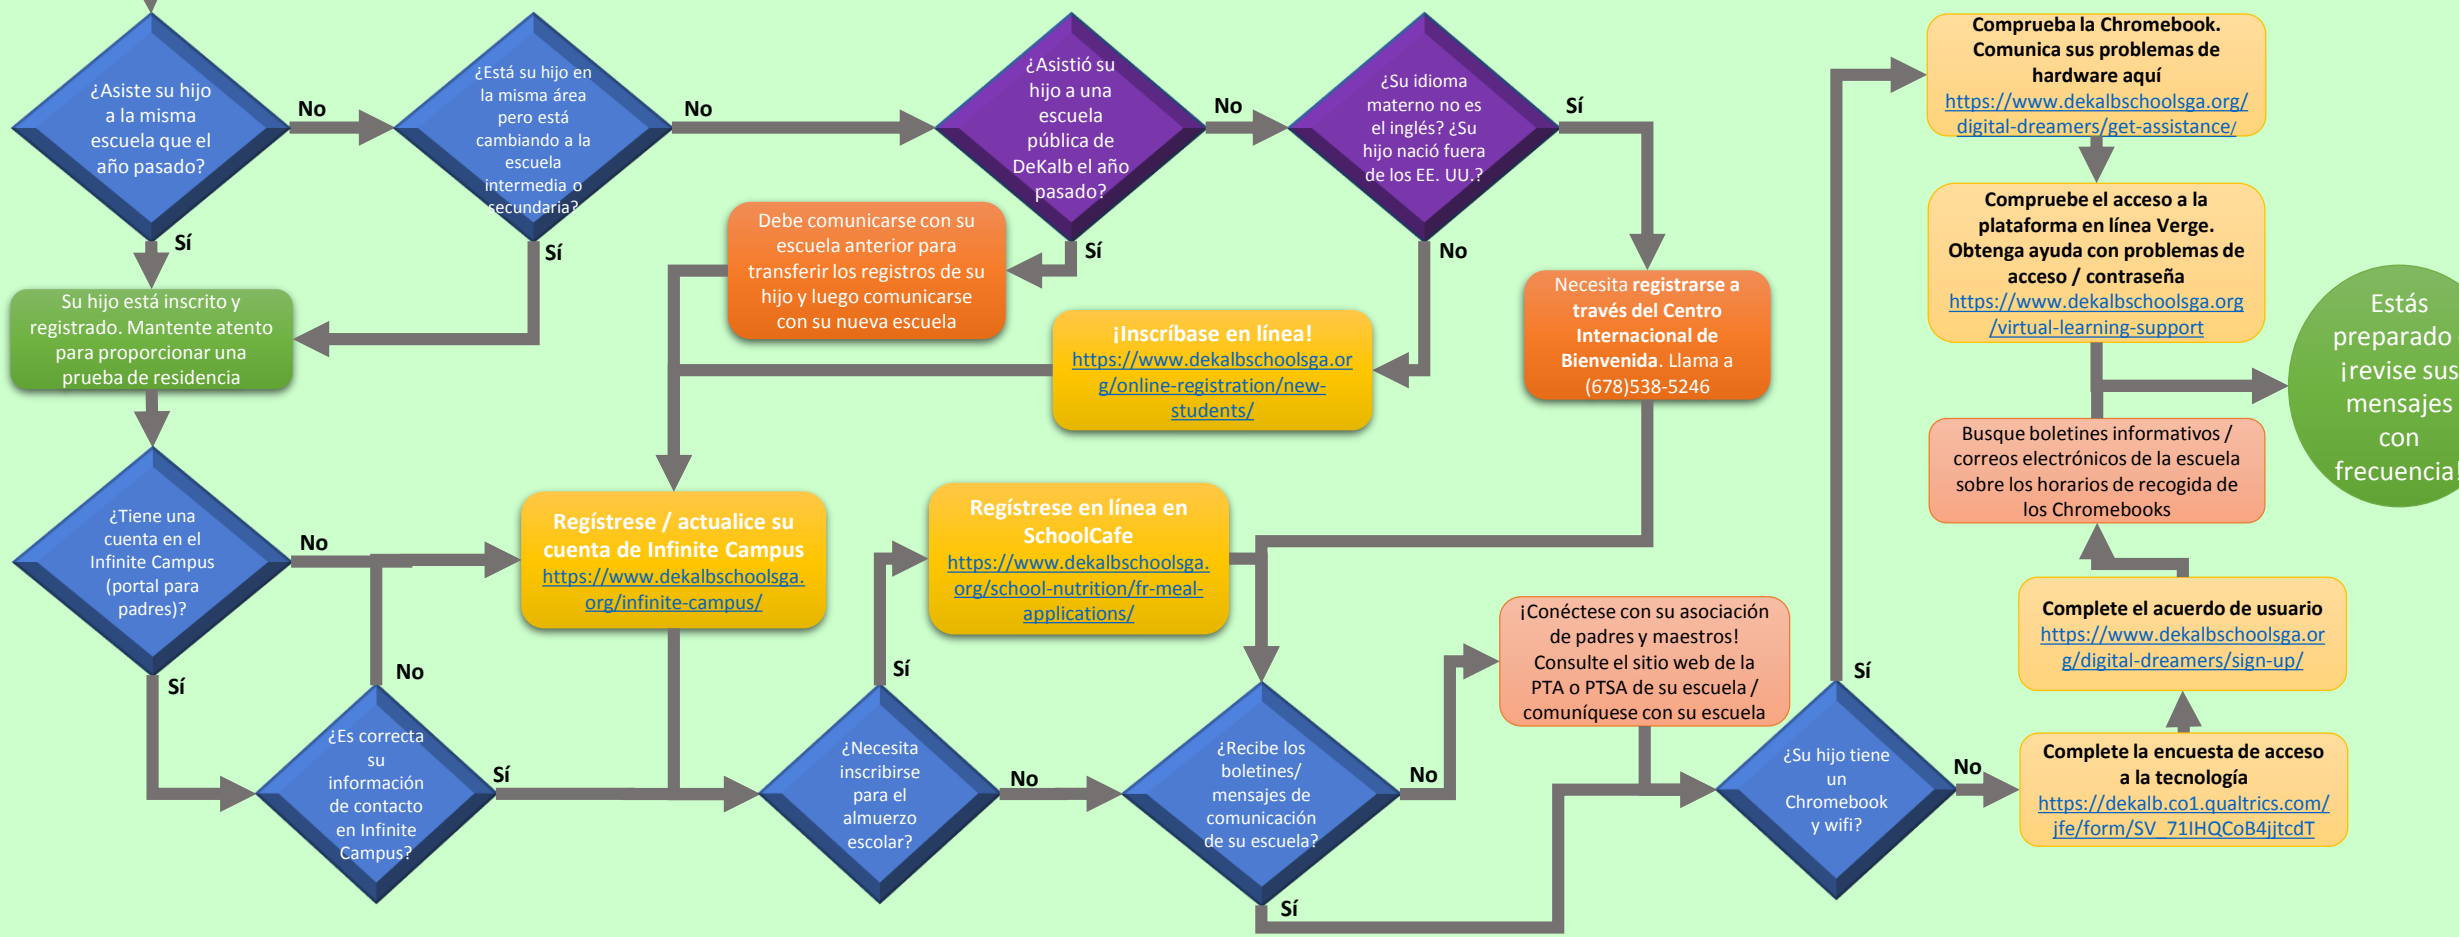 ¿Asiste su hijo
a la misma
escuela que el
año pasado?
No
Sí
¿Está su hijo en
la misma área
pero está
cambiando a la
escuela
intermedia o
secundaria?
No
Sí
¿Asistió su
hijo a una
escuela
pública de
DeKalb el año
pasado?
No
Sí
¿Su idioma
materno no es
el inglés? ¿Su
hijo nació fuera
de los EE. UU.?
Sí
No
Debe comunicarse con su
escuela anterior para
transferir los registros de su
hijo y luego comunicarse
con su nueva escuela
¡Inscríbase en línea!
https://www.dekalbschoolsga.or
g/online-registration/new-
students/
Necesita registrarse a
través del Centro
Internacional de
Bienvenida. Llama a
(678)538-5246
Su hijo está inscrito y
registrado. Mantente atento
para proporcionar una
prueba de residencia
¿Tiene una
cuenta en el
Infinite Campus
(portal para
padres)?
No
Sí
¿Es correcta
su
información
de contacto
en Infinite
Campus?
No
Sí
Regístrese / actualice su
cuenta de Infinite Campus
https://www.dekalbschoolsga.
org/infinite-campus/
¿Necesita
inscribirse
para el
almuerzo
escolar?
Sí
No
Regístrese en línea en
SchoolCafe
https://www.dekalbschoolsga.
org/school-nutrition/fr-meal-
applications/
¿Recibe los
boletines/
mensajes de
comunicación
de su escuela?
No
Sí
¡Conéctese con su asociación
de padres y maestros!
Consulte el sitio web de la
PTA o PTSA de su escuela /
comuníquese con su escuela
¿Su hijo tiene
un
Chromebook
y wifi?
Sí
No
Complete la encuesta de acceso
a la tecnología
https://dekalb.co1.qualtrics.com/
jfe/form/SV_71IHQCoB4jjtcdT
Complete el acuerdo de usuario
https://www.dekalbschoolsga.or
g/digital-dreamers/sign-up/
Busque boletines informativos /
correos electrónicos de la escuela
sobre los horarios de recogida de
los Chromebooks
Comprueba la Chromebook.
Comunica sus problemas de
hardware aquí
https://www.dekalbschoolsga.org/
digital-dreamers/get-assistance/
Compruebe el acceso a la
plataforma en línea Verge.
Obtenga ayuda con problemas de
acceso / contraseña
https://www.dekalbschoolsga.org
/virtual-learning-support
Estás
preparado -
¡revise sus
mensajes
con
frecuencia!